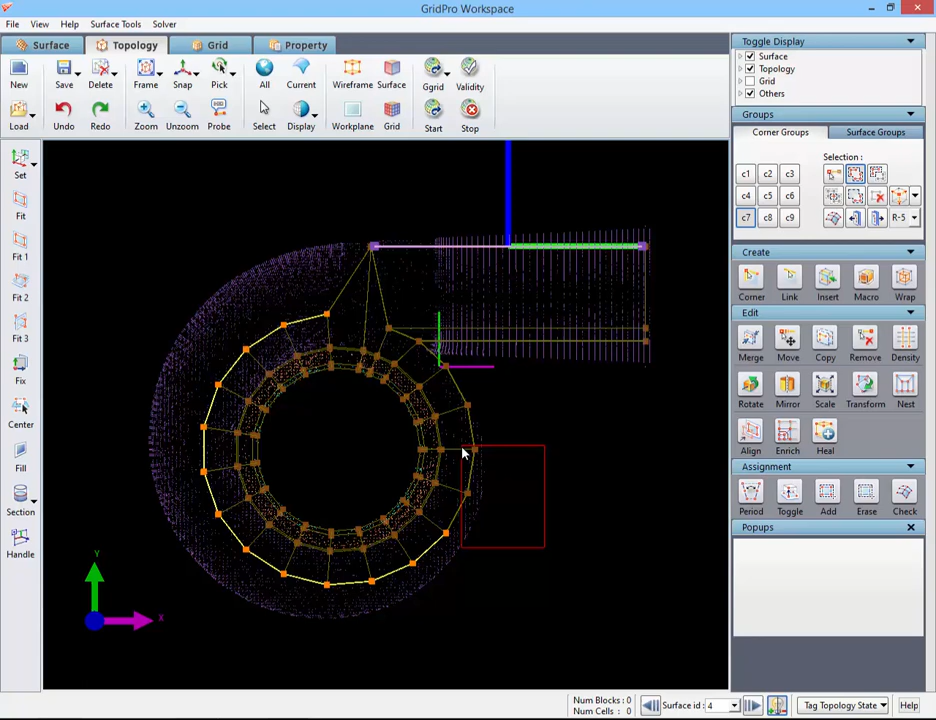 GridPro Workspace
File View Help Surface Tools Solver
Surface Topology Grid Property
New Save Delete Frame Snap Pick All Current Wireframe Surface Ggrid Validity
Load Undo Redo Zoom Unzoom Probe Select Display Workplane Grid Start Stop
Set
Fit
Fit 1
Fit 2
Fit 3
Fix
Center
Fill
Section
Handle
Y
X
Toggle Display
Surface
Topology
Grid
Others
Groups
Corner Groups Surface Groups
Selection :
c1 c2 c3
c4 c5 c6
c7 c8 c9 R-5
Create
Corner Link Insert Macro Wrap
Edit
Merge Move Copy Remove Density
Rotate Mirror Scale Transform Nest
Align Enrich Heal
Assignment
Period Toggle Add Erase Check
Popups
Num Blocks : 0
Num Cells : 0
Surface id : 4 Tag Topology State Help